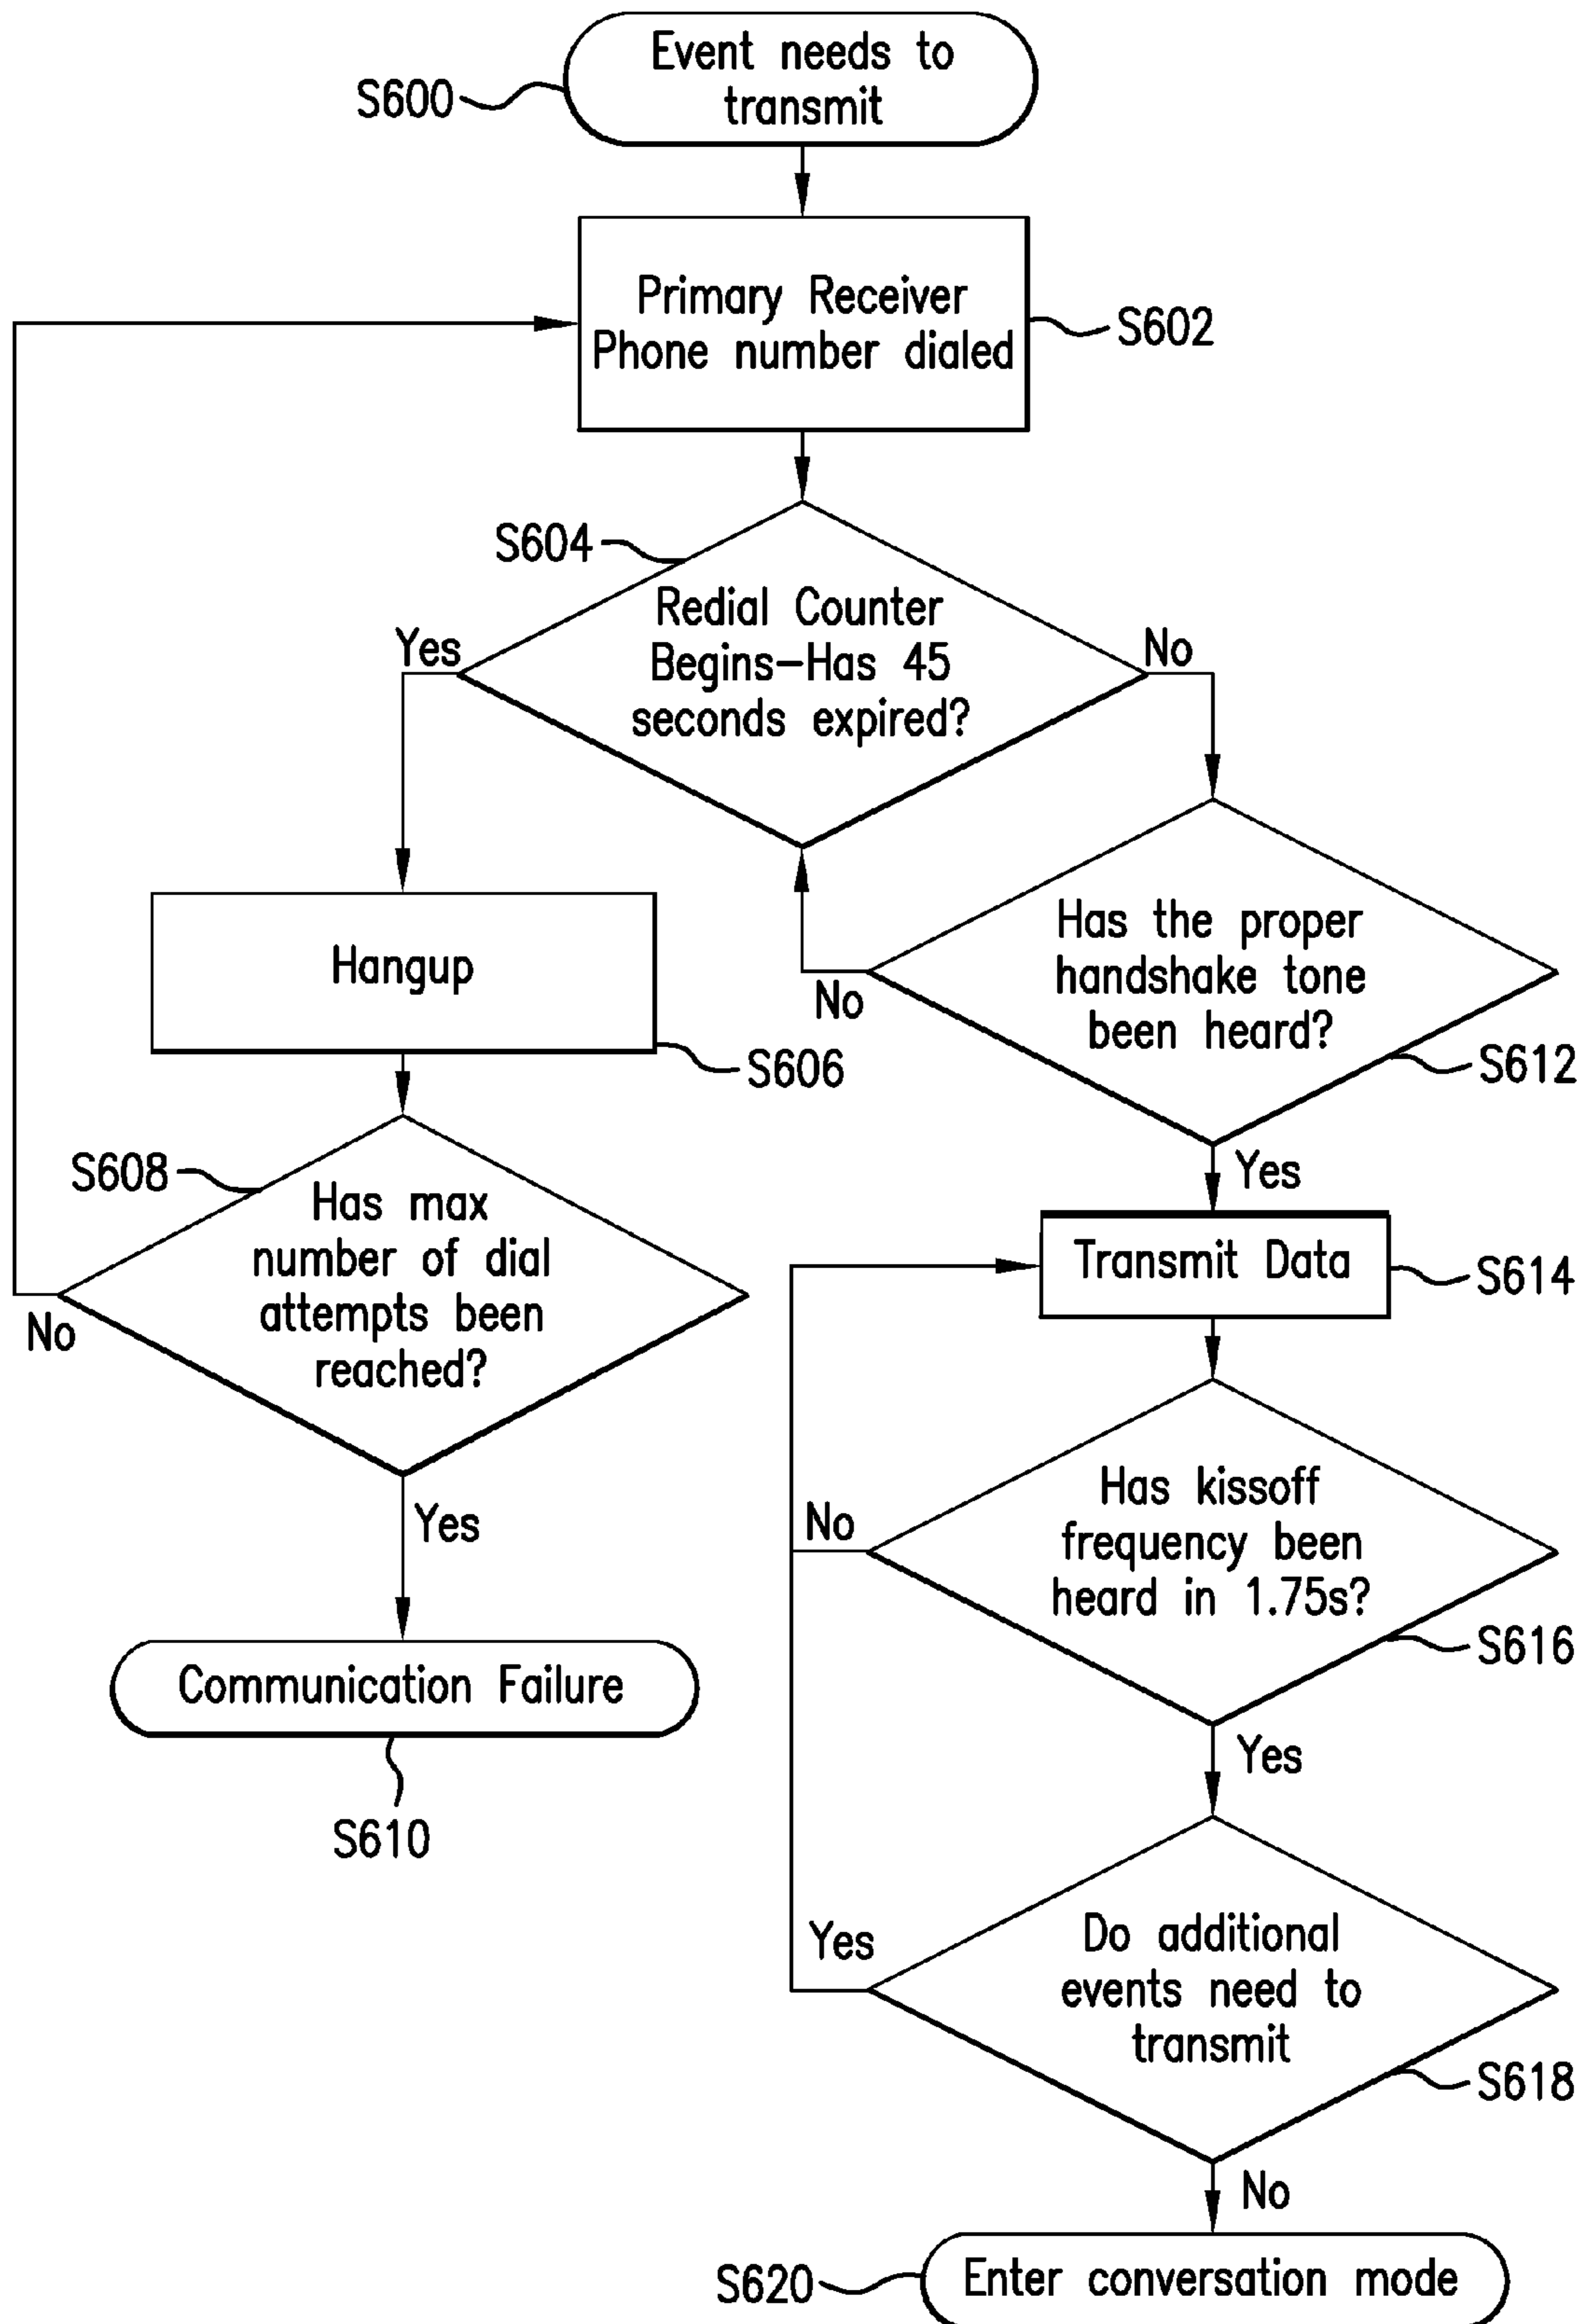 Event needs to
transmit
S600
Primary Receiver
Phone number dialed
S602
S604
Redial Counter
Begins-Has 45
seconds expired?
Yes
No
Hangup
S606
Has the proper
handshake tone
been heard?
No
S612
Yes
S608
Has max
number of dial
attempts been
reached?
No
Yes
Transmit Data
S614
Has kissoff
frequency been
heard in 1.75s?
No
S616
Yes
Communication Failure
S610
Do additional
events need to
transmit
Yes
S618
No
S620
Enter conversation mode